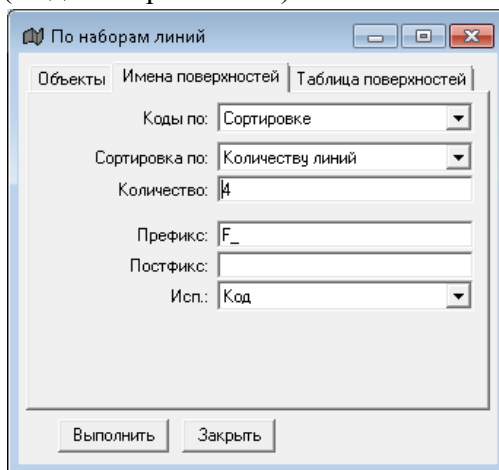 По наборам линий
Объекты Имена поверхностей Таблица поверхностей
Коды по: Сортировке
Сортировка по: Количеству линий
Количество: 4
Префикс: F_
Постфикс:
Исп.: Код
Выполнить Закрыть